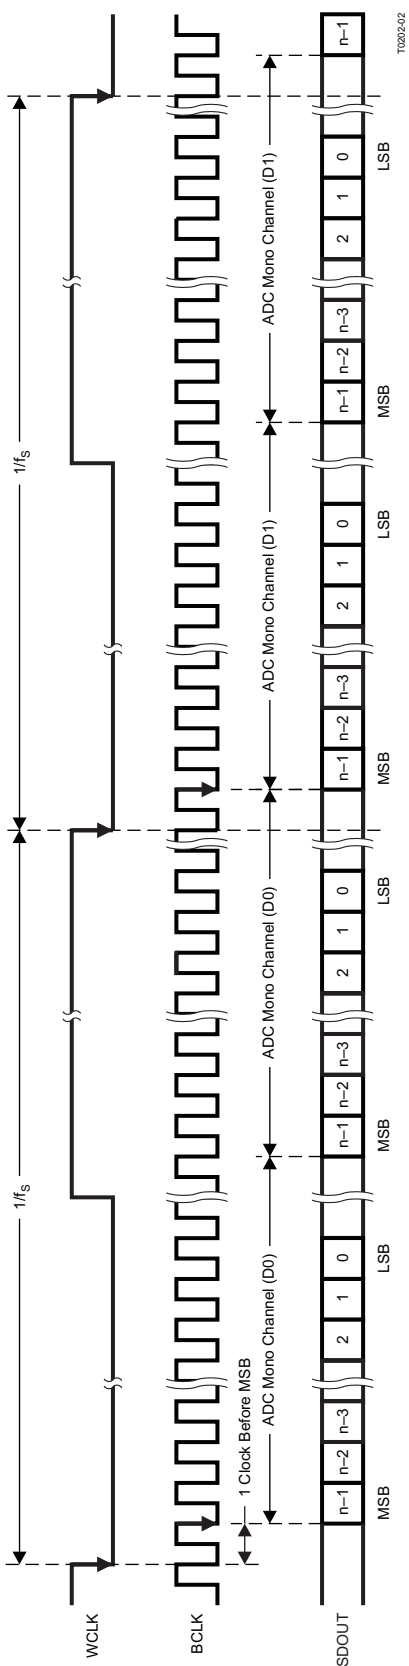 1/fS
1/fS
WCLK
BCLK
1 Clock Before MSB
ADC Mono Channel (D0)
ADC Mono Channel (D0)
ADC Mono Channel (D1)
ADC Mono Channel (D1)
SDOUT
n–1 n–2 n–3 2 1 0 n–1 n–2 n–3 2 1 0 n–1 n–2 n–3 2 1 0 n–1 n–2 n–3 2 1 0 n–1
MSB LSB MSB LSB MSB LSB MSB LSB
T0202-02